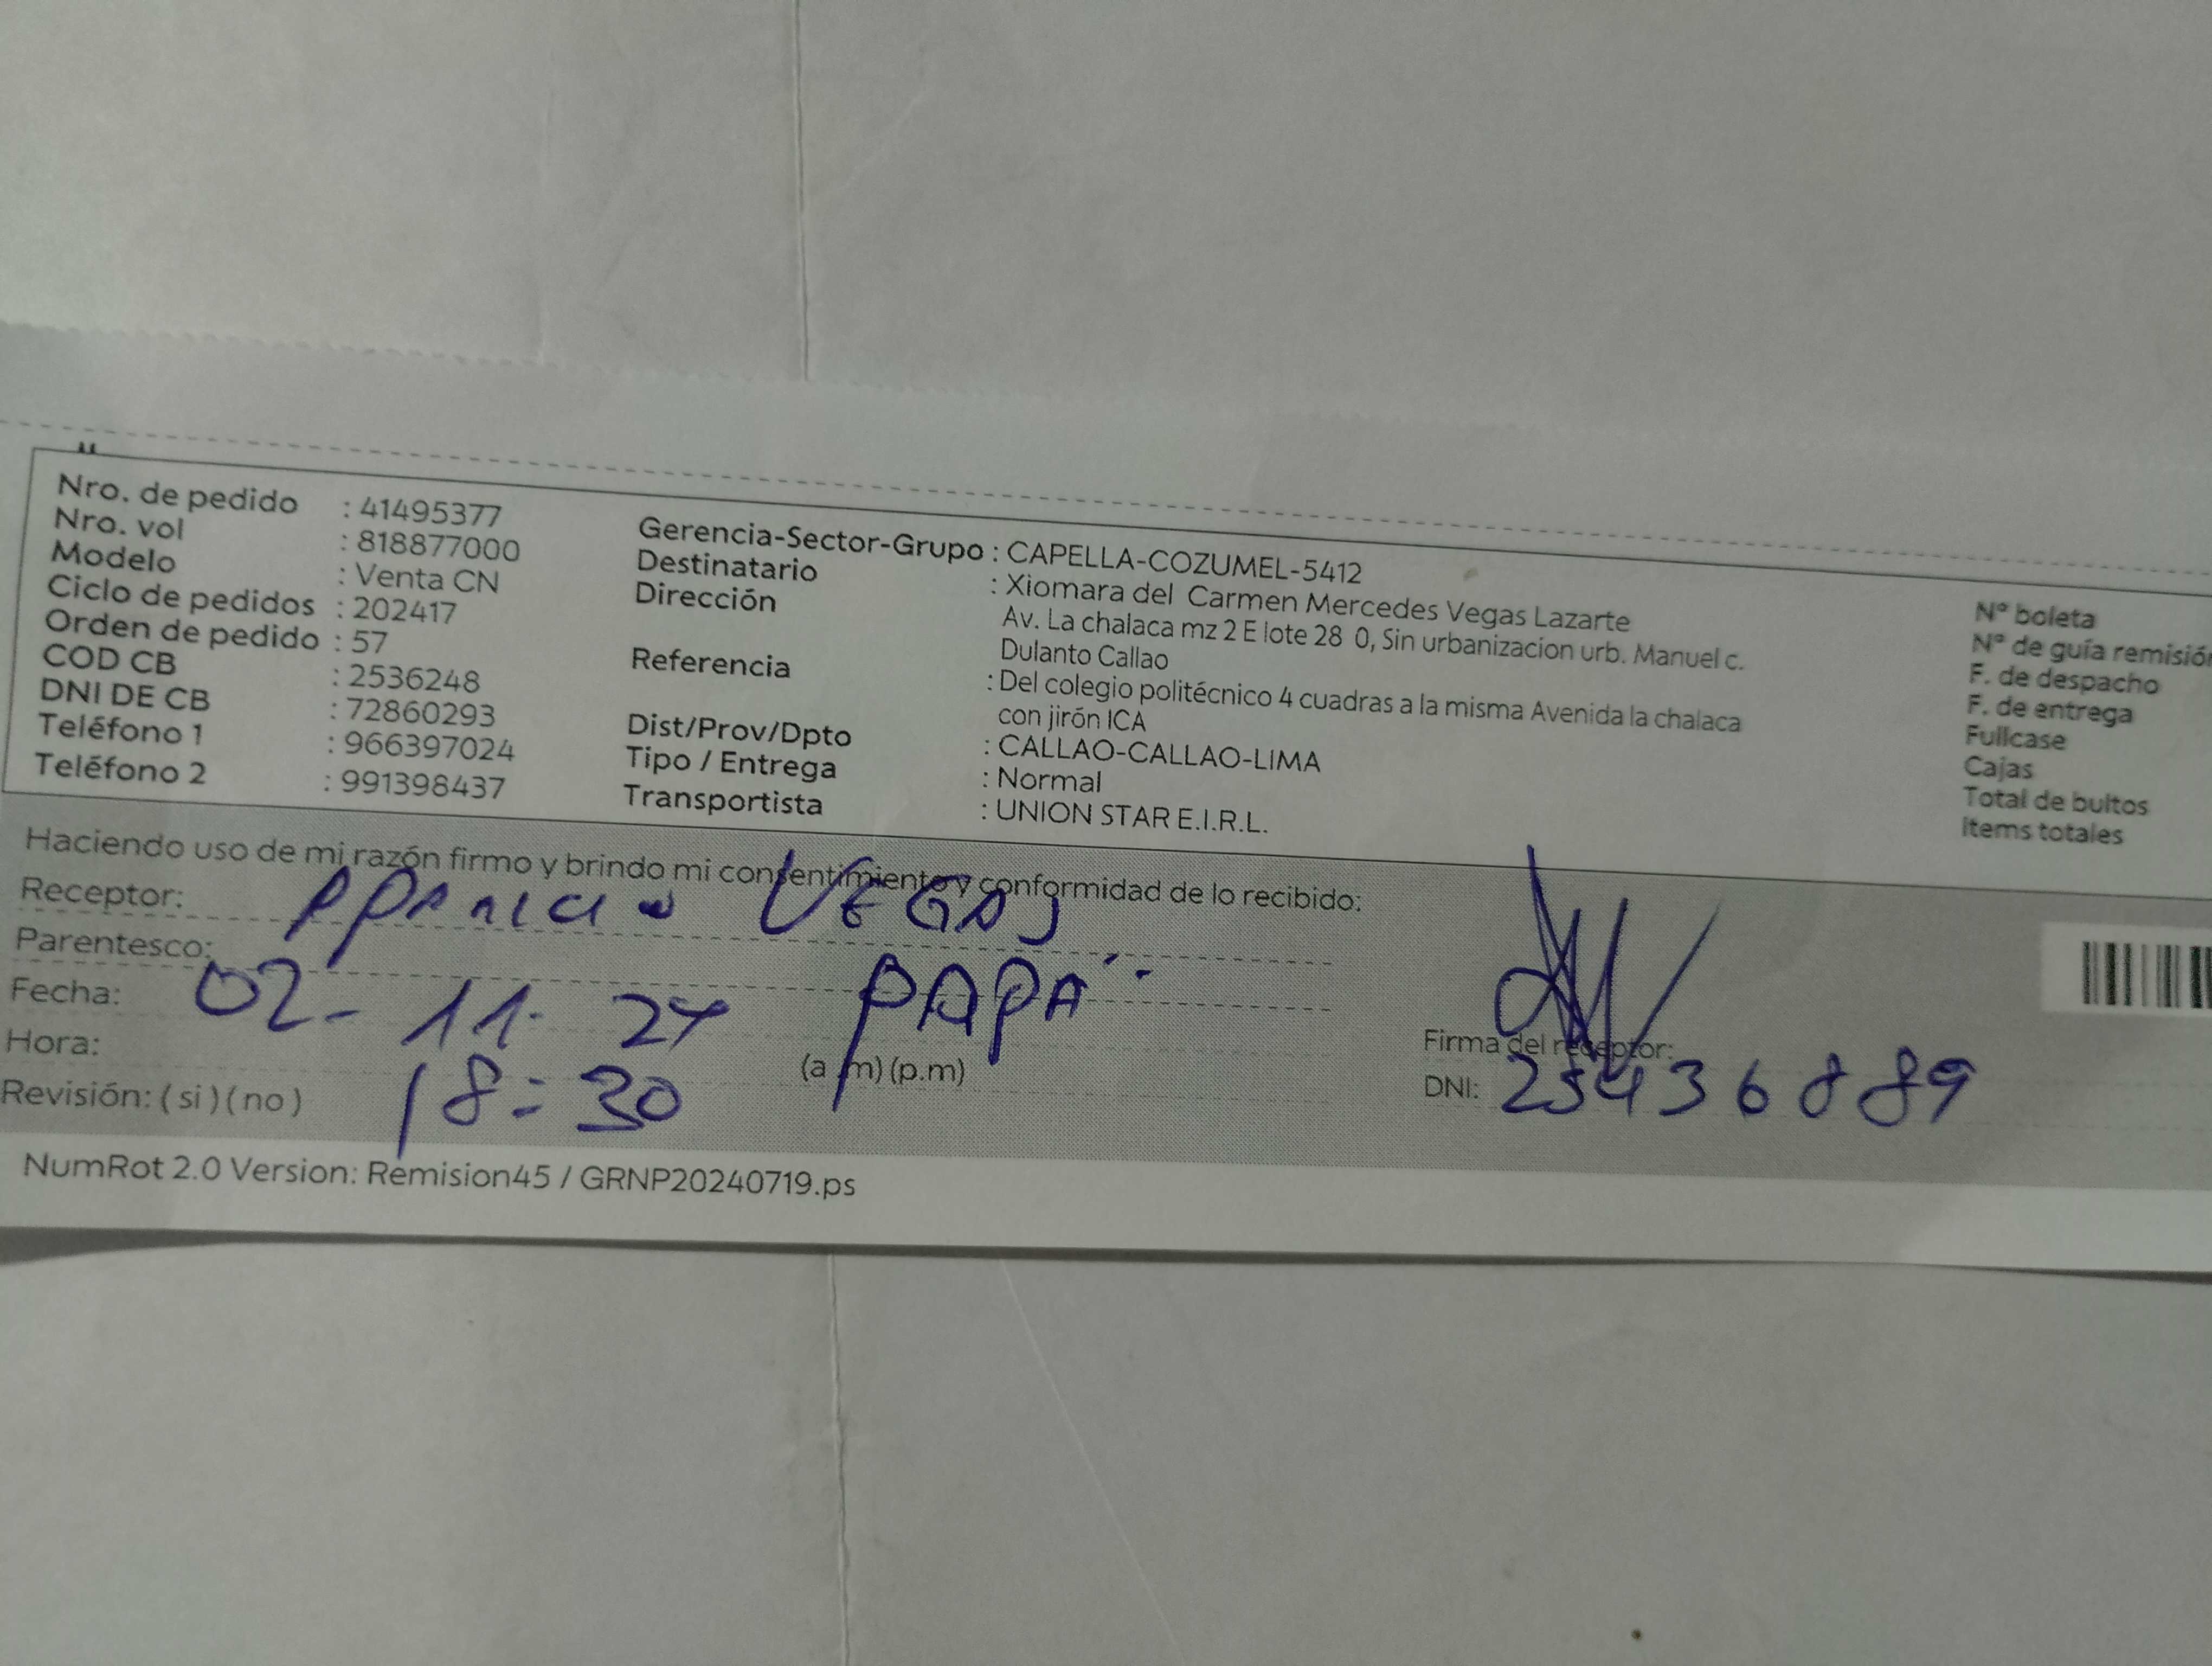 Nro. de pedido : 41495377
Nro. vol : 818877000
Modelo : Venta CN
Ciclo de pedidos : 202417
Orden de pedido : 57
COD CB : 2536248
DNI DE CB : 72860293
Teléfono 1 : 966397024
Teléfono 2 : 991398437
Gerencia-Sector-Grupo : CAPELLA-COZUMEL-5412
Destinatario : Xiomara del Carmen Mercedes Vegas Lazarte
Dirección Av. La chalaca mz 2 E lote 28 0, Sin urbanizacion urb. Manuel c.
Dulanto Callao
Referencia : Del colegio politécnico 4 cuadras a la misma Avenida la chalaca
con jirón ICA
Dist/Prov/Dpto : CALLAO-CALLAO-LIMA
Tipo / Entrega : Normal
Transportista : UNION STAR E.I.R.L.
N° boleta
N° de guía remisión
F. de despacho
F. de entrega
Fullcase
Cajas
Total de bultos
Items totales
Haciendo uso de mi razón firmo y brindo mi consentimiento y conformidad de lo recibido:
Receptor: VEGAS
Parentesco: PAPA
Fecha: 02-11-24
Hora: 18:30 (a.m) (p.m)
Revisión: ( si ) ( no )
Firma del receptor:
DNI: 25436889
NumRot 2.0 Version: Remision45 / GRNP20240719.ps